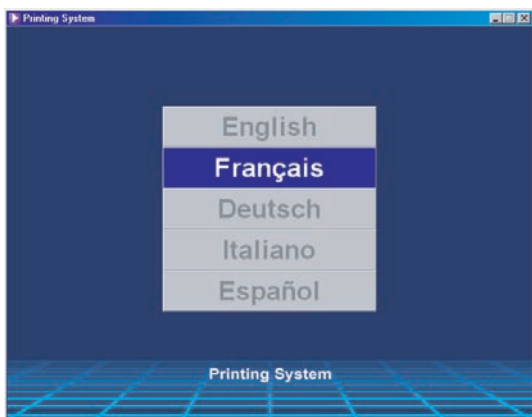 Printing System
English
Français
Deutsch
Italiano
Español
Printing System